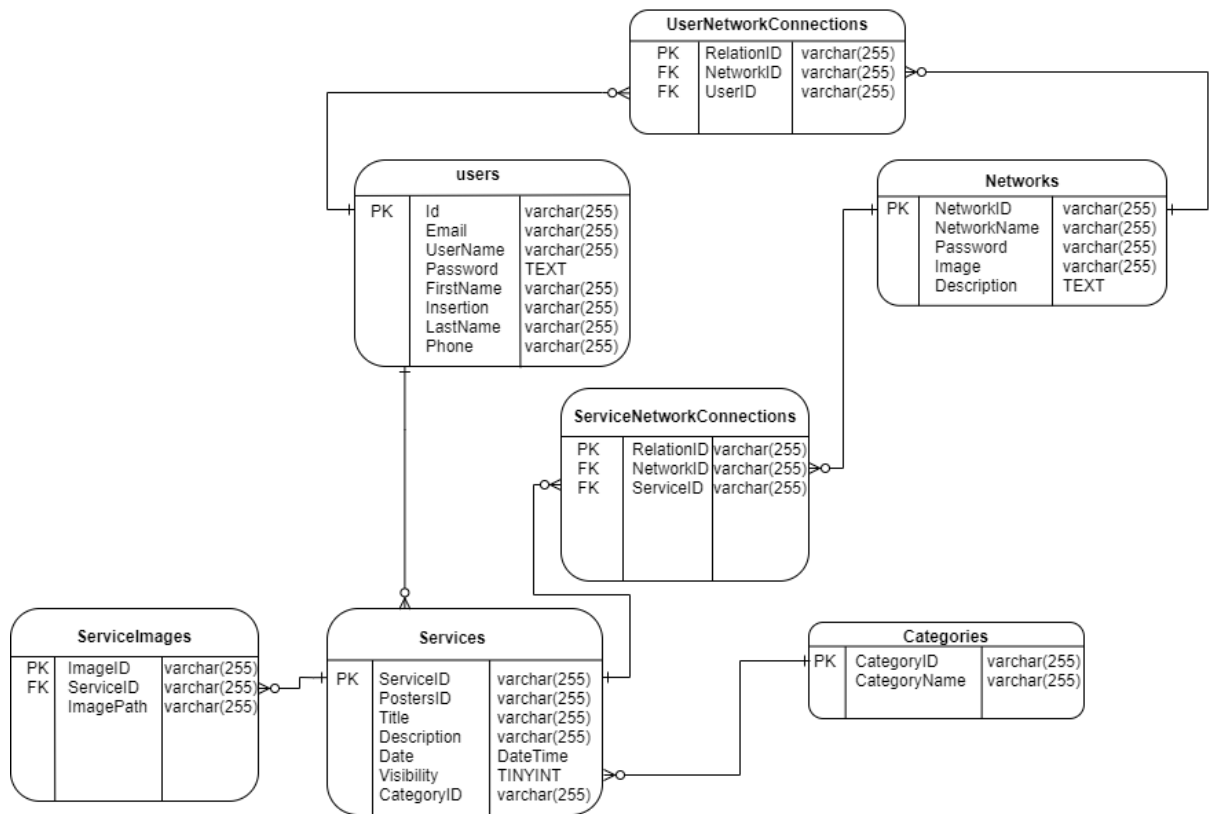 UserNetworkConnections
PK RelationID varchar(255)
FK NetworkID varchar(255)
FK UserID varchar(255)
users
PK Id varchar(255)
Email varchar(255)
UserName varchar(255)
Password TEXT
FirstName varchar(255)
Insertion varchar(255)
LastName varchar(255)
Phone varchar(255)
Networks
PK NetworkID varchar(255)
NetworkName varchar(255)
Password varchar(255)
Image varchar(255)
Description TEXT
ServiceNetworkConnections
PK RelationID varchar(255)
FK NetworkID varchar(255)
FK ServiceID varchar(255)
ServiceImages
PK ImageID varchar(255)
FK ServiceID varchar(255)
ImagePath varchar(255)
Services
PK ServiceID varchar(255)
PostersID varchar(255)
Title varchar(255)
Description varchar(255)
Date DateTime
Visibility TINYINT
CategoryID varchar(255)
Categories
PK CategoryID varchar(255)
CategoryName varchar(255)